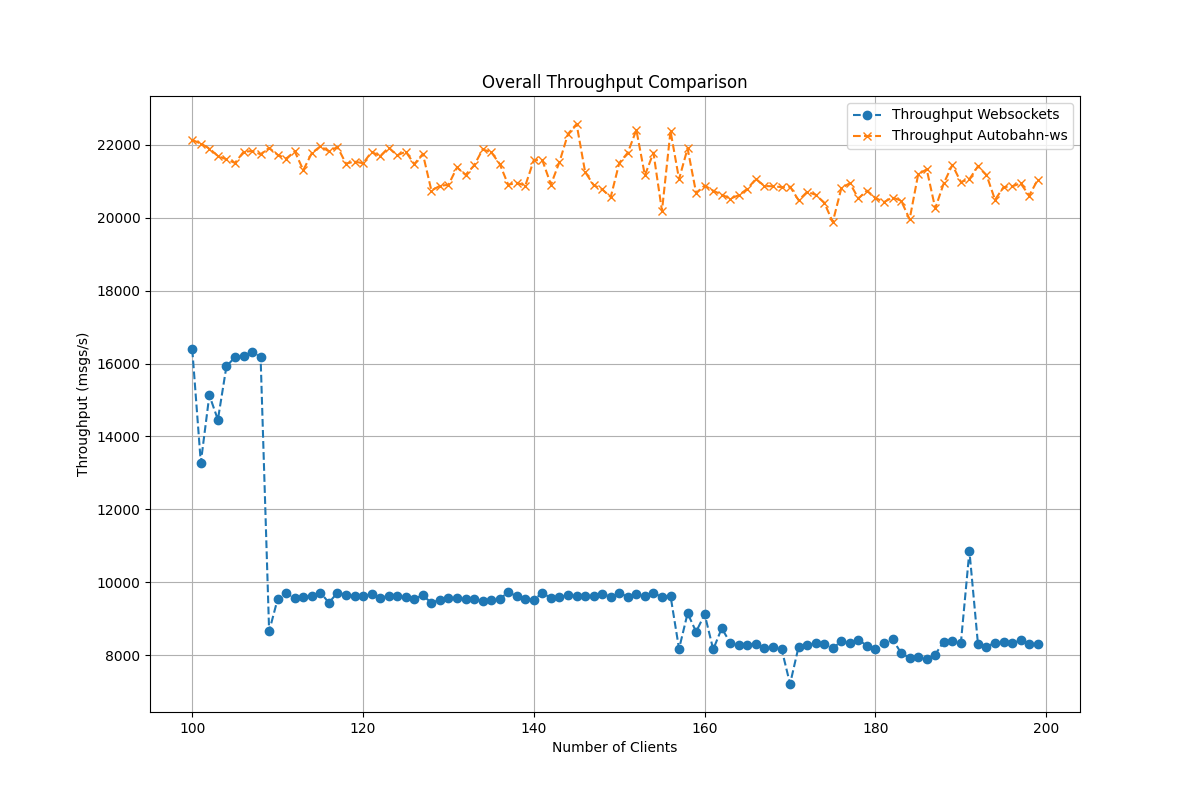 Overall Throughput Comparison
Throughput Websockets
Throughput Autobahn-ws
Throughput (msgs/s)
22000
20000
18000
16000
14000
12000
10000
8000
100 120 140 160 180 200
Number of Clients